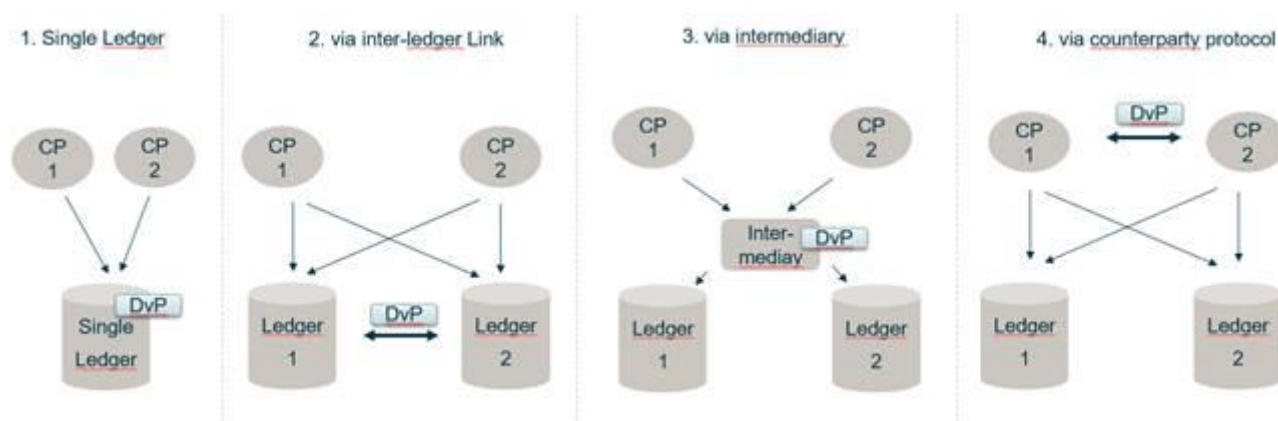 1. Single Ledger
CP
1
CP
2
DvP
Single
Ledger
2. via inter-ledger Link
CP
1
CP
2
DvP
Ledger
1
Ledger
2
3. via intermediary
CP
1
CP
2
Inter-
mediay
DvP
Ledger
1
Ledger
2
4. via counterparty protocol
DvP
CP
1
CP
2
Ledger
1
Ledger
2